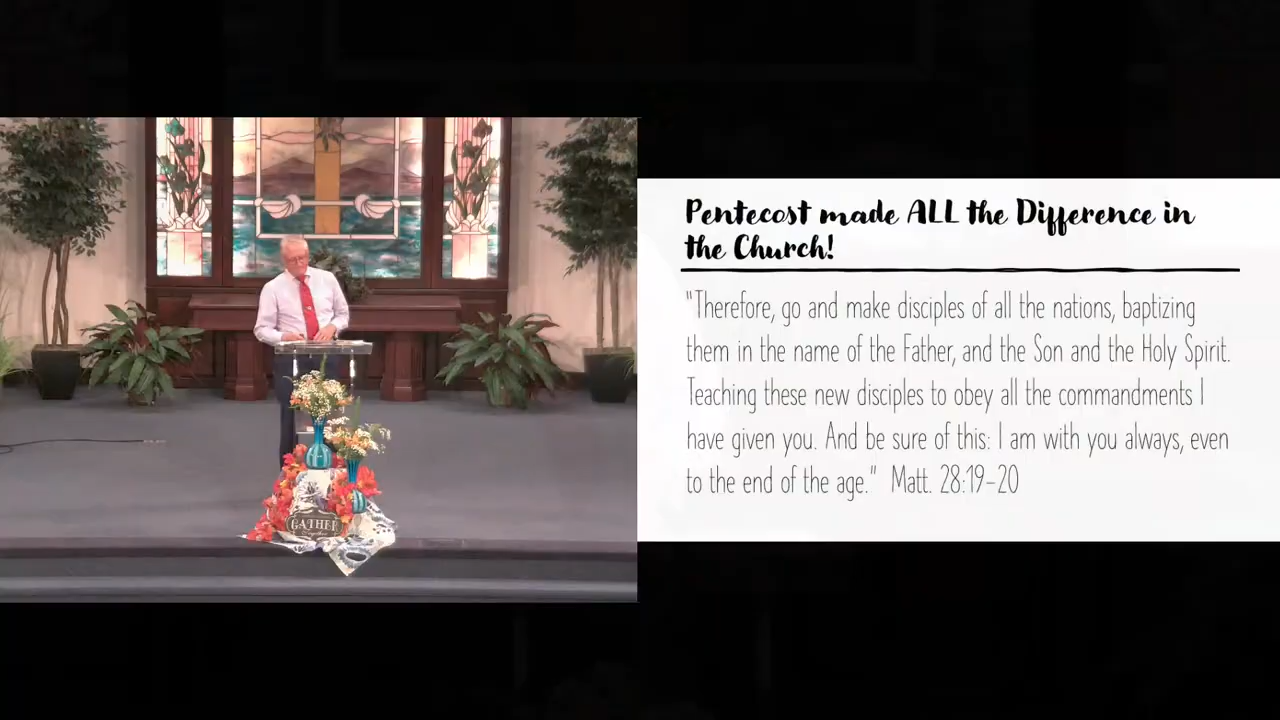 Pentecost made ALL the Difference in
the Church!
"Therefore, go and make disciples of all the nations, baptizing
them in the name of the Father, and the Son and the Holy Spirit.
Teaching these new disciples to obey all the commandments I
have given you. And be sure of this: I am with you always, even
to the end of the age." Matt. 28:19-20
GATHER
Together